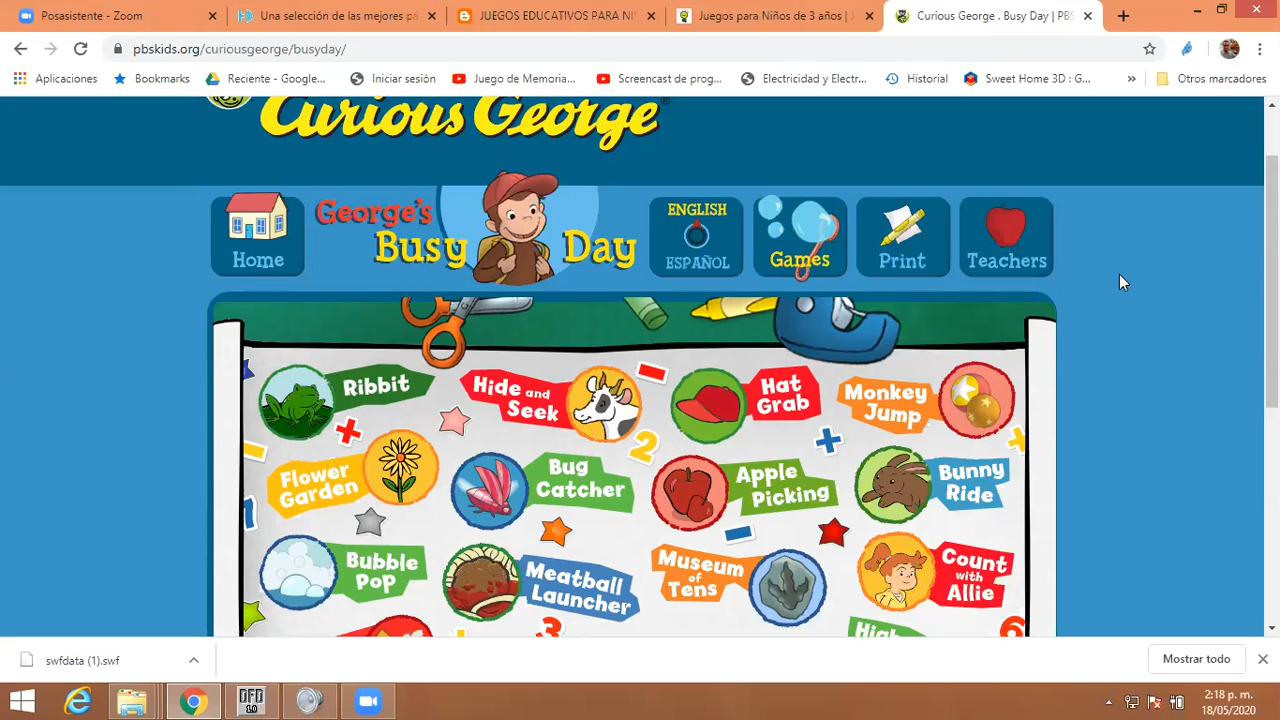 Posasistente - Zoom
Una selección de las mejores pá
JUEGOS EDUCATIVOS PARA NI
Juegos para Niños de 3 años | J
Curious George . Busy Day | PBS
pbskids.org/curiousgeorge/busyday/
Aplicaciones
Bookmarks
Reciente - Google...
Iniciar sesión
Juego de Memoria...
Screencast de prog...
Electricidad y Electr...
Historial
Sweet Home 3D : G...
»
Otros marcadores
Curious George®
Home
George's
Busy Day
ENGLISH
ESPAÑOL
Games
Print
Teachers
Ribbit
Hide and
Seek
Hat
Grab
Monkey
Jump
Flower
Garden
2
Bug
Catcher
Apple
Picking
Bunny
Ride
1
Bubble
Pop
Meatball
Launcher
Museum
of
Tens
Count
with
Allie
3
High
6
swfdata (1).swf
Mostrar todo
2:18 p. m.
18/05/2020